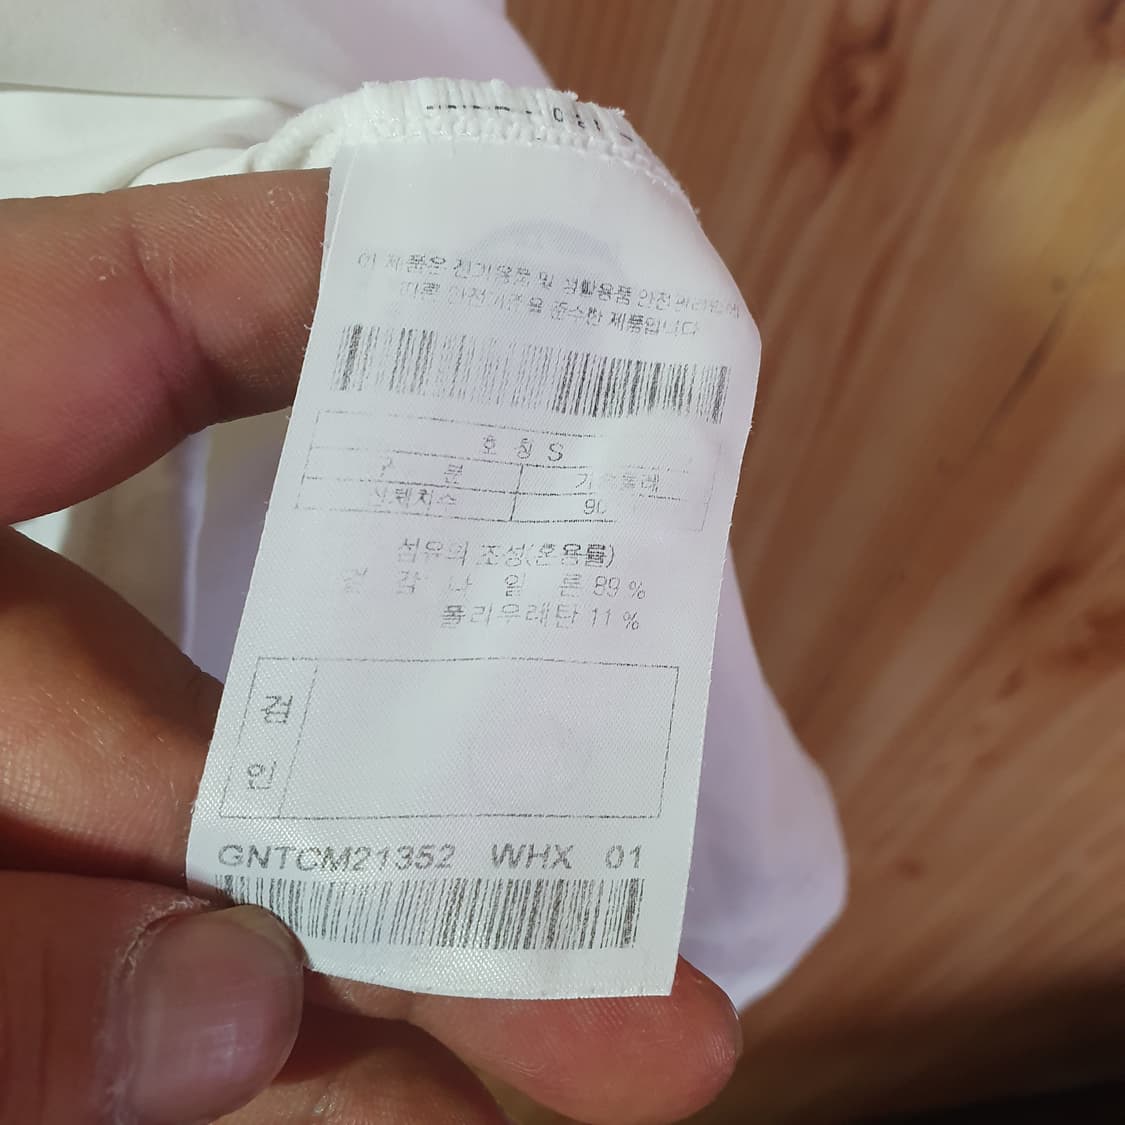 이 제품은 전기용품 및 생활용품 안전관리법에
따른 안전기준을 준수한 제품입니다
호 칭 S
구 분 가슴둘레
신체치수 90
섬유의 조성(혼용률)
겉 감 나 일 론 89 %
폴리우레탄 11 %
검
인
GNTCM21352 WHX 01